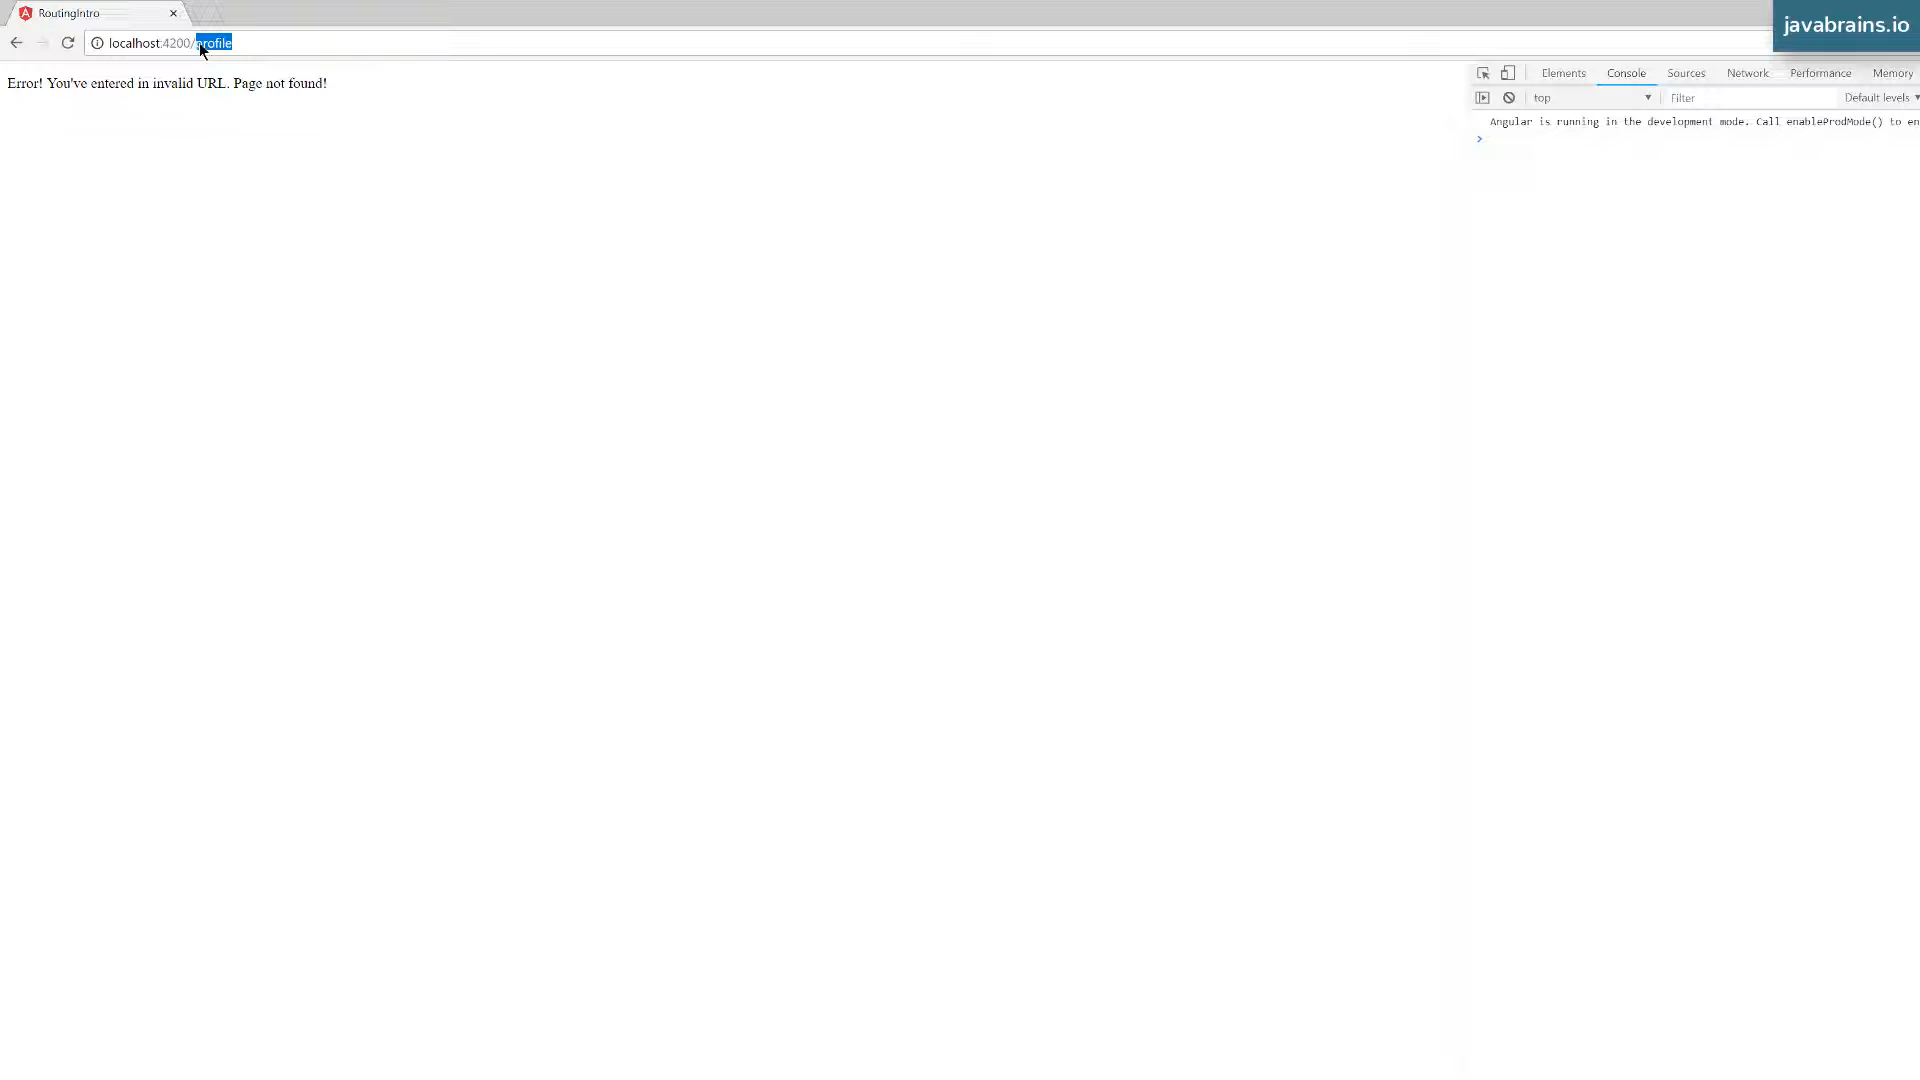 RoutingIntro
javabrains.io
localhost:4200/profile
Error! You've entered in invalid URL. Page not found!
Elements Console Sources Network Performance Memory
top Filter Default levels
Angular is running in the development mode. Call enableProdMode() to en